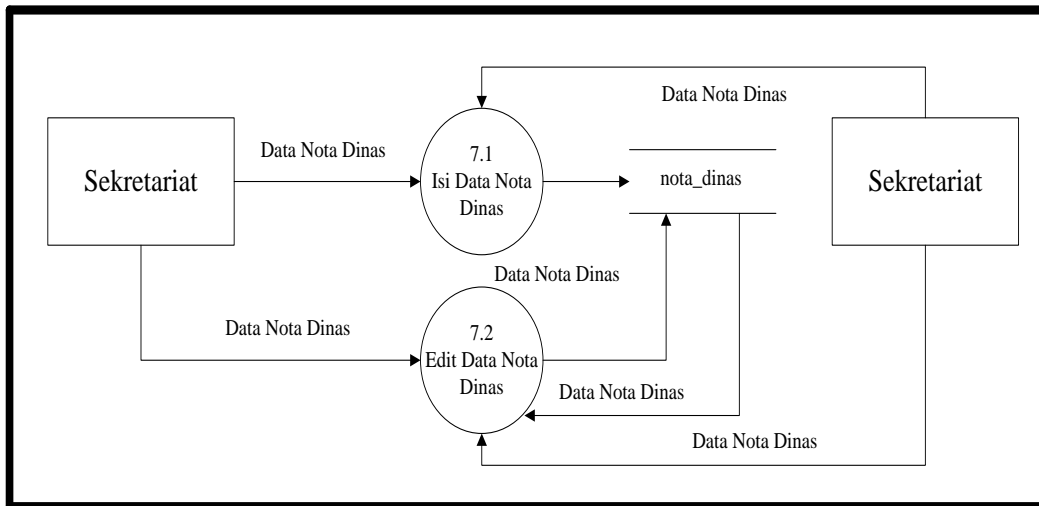 Data Nota Dinas
Data Nota Dinas
7.1
Isi Data Nota
Dinas
Sekretariat
nota_dinas
Sekretariat
Data Nota Dinas
Data Nota Dinas
7.2
Edit Data Nota
Dinas
Data Nota Dinas
Data Nota Dinas